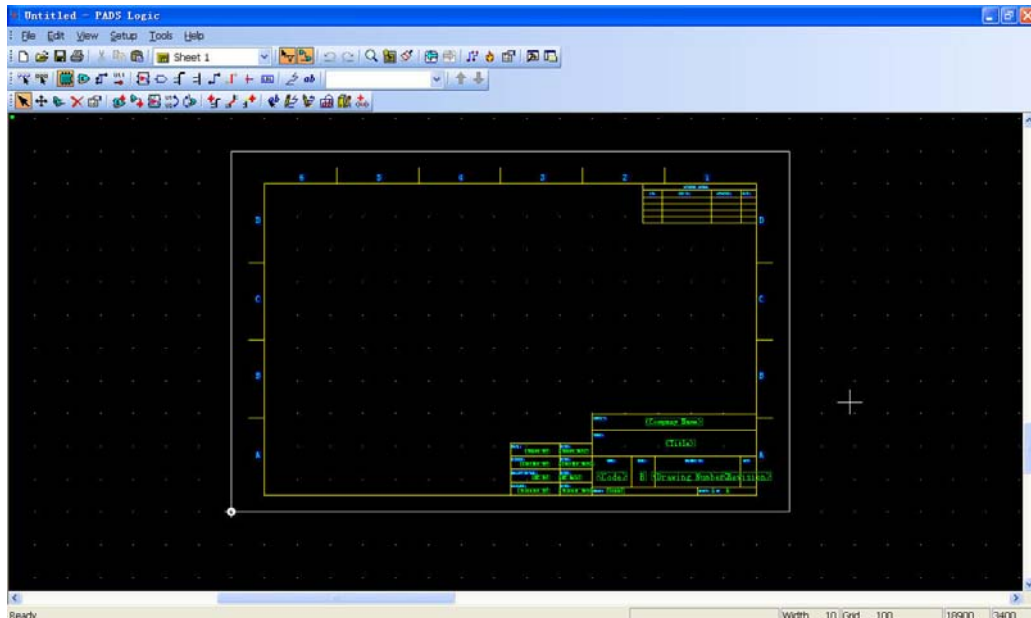 Untitled - PADS Logic
File Edit View Setup Tools Help
Sheet 1
ab
6 5 4 3 2 1
D D
C C
B B
<Company Name>
<Title>
A A
<Code> B <Drawing Number> <Revision>
Ready Width 10 Grid 100 18900 3400